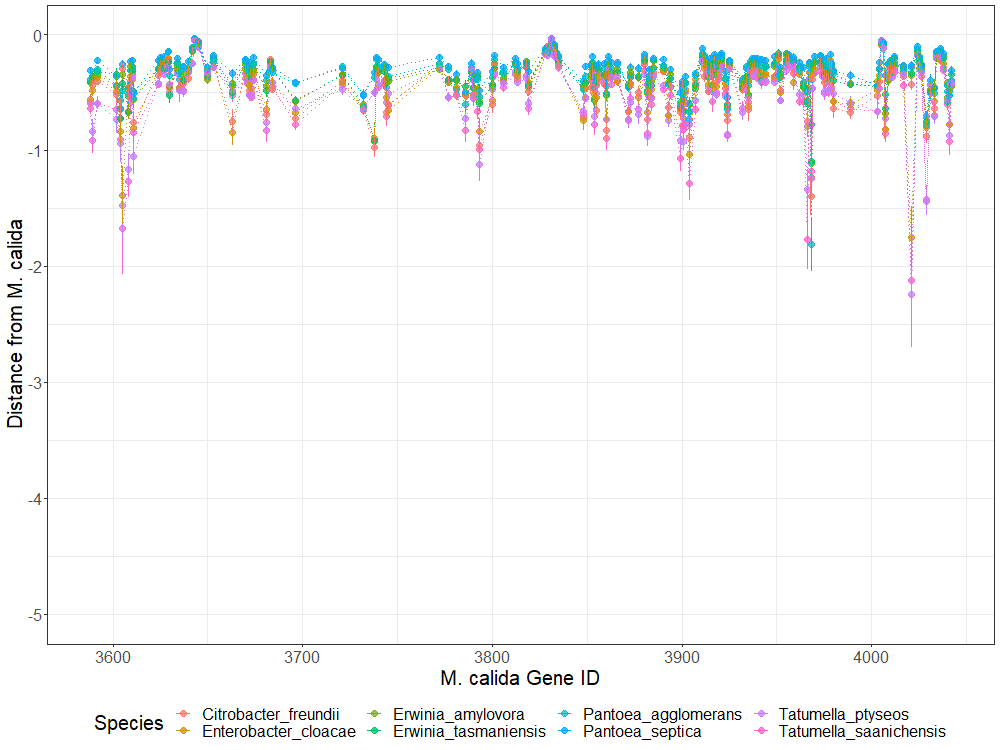 0
-1
-2
-3
-4
-5
Distance from M. calida
3600 3700 3800 3900 4000
M. calida Gene ID
Species
Citrobacter_freundii Erwinia_amylovora Pantoea_agglomerans Tatumella_ptyseos
Enterobacter_cloacae Erwinia_tasmaniensis Pantoea_septica Tatumella_saanichensis